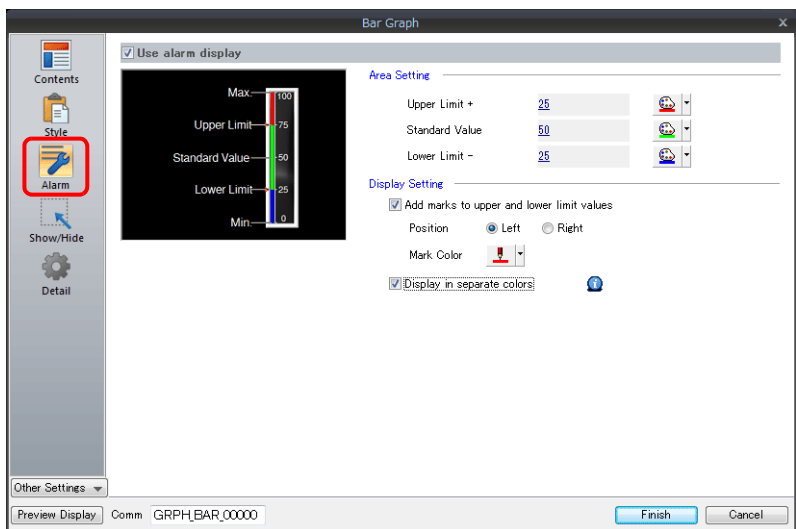 Bar Graph
x
Contents
Style
Alarm
Show/Hide
Detail
Use alarm display
Max.
100
Upper Limit
75
Standard Value
50
Lower Limit
25
Min.
0
Area Setting
Upper Limit + 25
Standard Value 50
Lower Limit - 25
Display Setting
Add marks to upper and lower limit values
Position Left Right
Mark Color
Display in separate colors
Other Settings
Preview Display Comm GRPH_BAR_00000 Finish Cancel